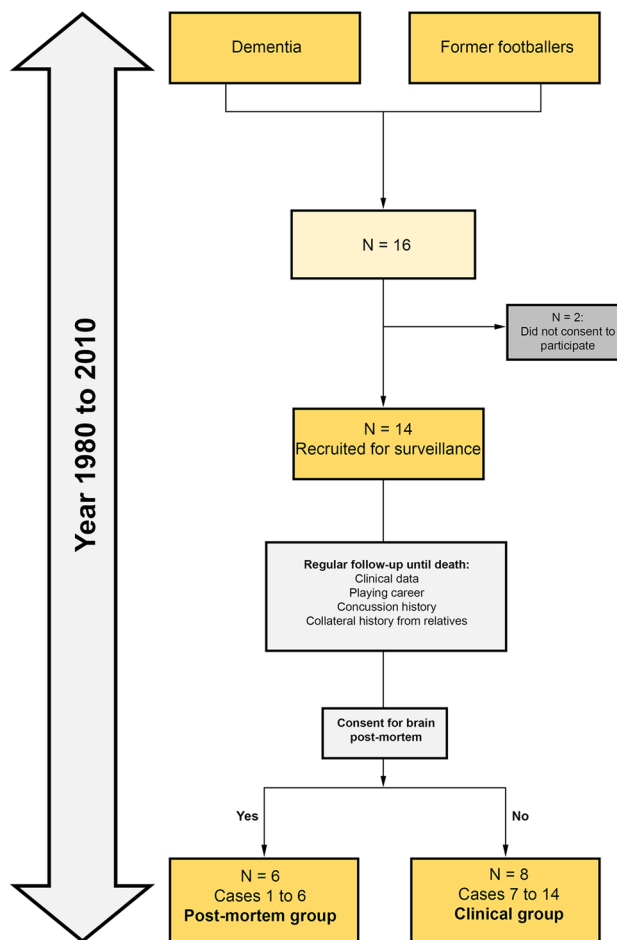 Dementia
Former footballers
N = 16
N = 2:
Did not consent to
participate
Year 1980 to 2010
N = 14
Recruited for surveillance
Regular follow-up until death:
Clinical data
Playing career
Concussion history
Collateral history from relatives
Consent for brain
post-mortem
Yes
No
N = 6
Cases 1 to 6
Post-mortem group
N = 8
Cases 7 to 14
Clinical group